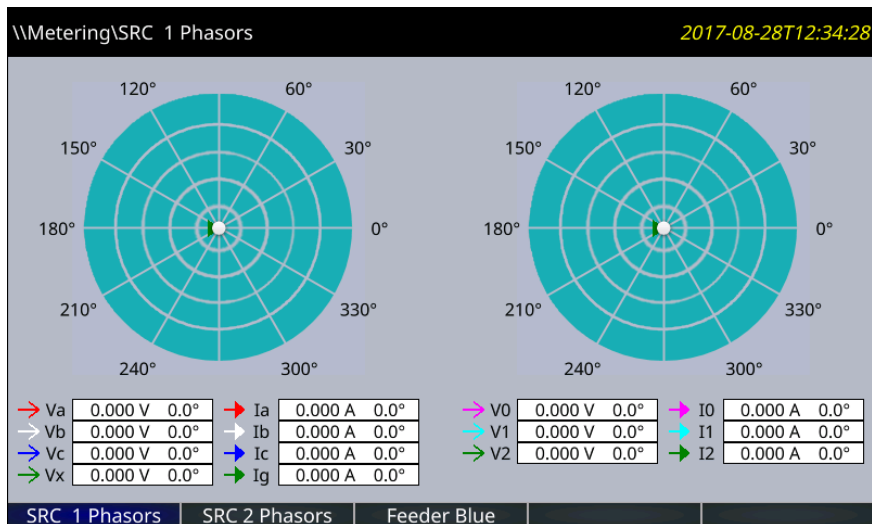 \\Metering\SRC 1 Phasors 2017-08-28T12:34:28
120° 60° 120° 60°
150° 30° 150° 30°
180° 0° 180° 0°
210° 330° 210° 330°
240° 300° 240° 300°
Va 0.000 V 0.0° Ia 0.000 A 0.0° V0 0.000 V 0.0° I0 0.000 A 0.0°
Vb 0.000 V 0.0° Ib 0.000 A 0.0° V1 0.000 V 0.0° I1 0.000 A 0.0°
Vc 0.000 V 0.0° Ic 0.000 A 0.0° V2 0.000 V 0.0° I2 0.000 A 0.0°
Vx 0.000 V 0.0° Ig 0.000 A 0.0°
SRC 1 Phasors SRC 2 Phasors Feeder Blue